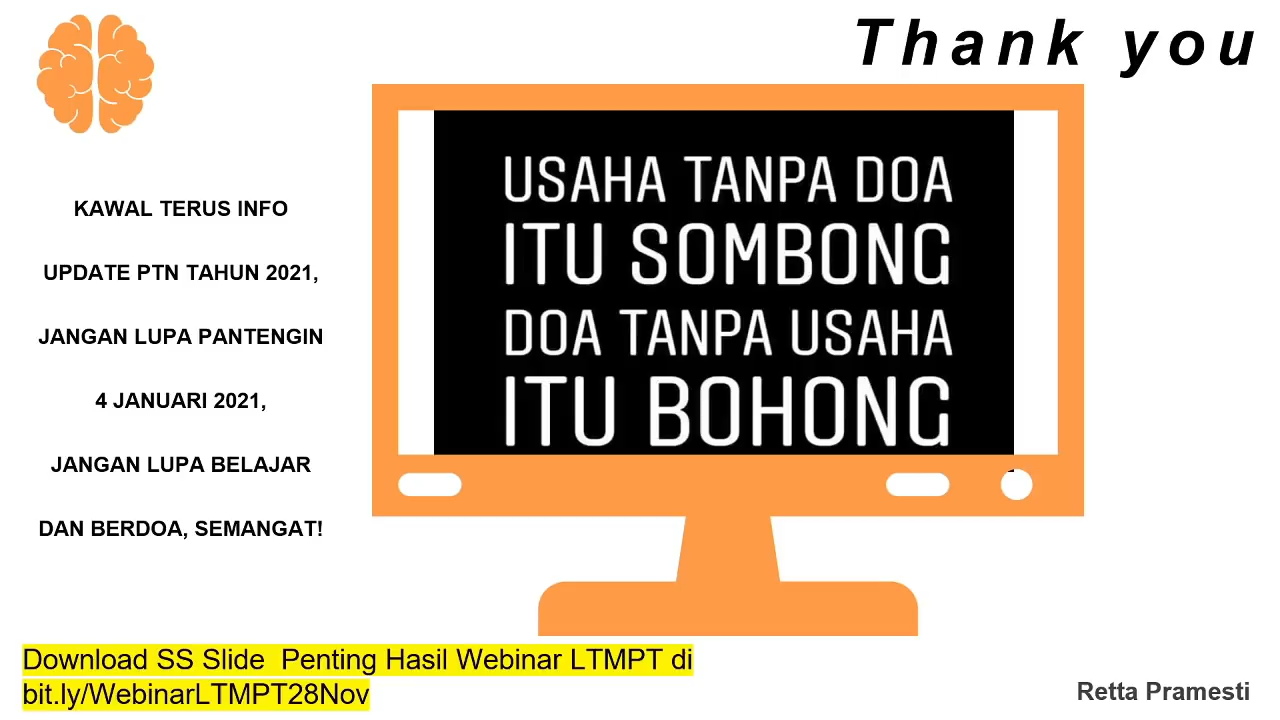 Thank you
KAWAL TERUS INFO
UPDATE PTN TAHUN 2021,
JANGAN LUPA PANTENGIN
4 JANUARI 2021,
JANGAN LUPA BELAJAR
DAN BERDOA, SEMANGAT!
USAHA TANPA DOA
ITU SOMBONG
DOA TANPA USAHA
ITU BOHONG
Download SS Slide  Penting Hasil Webinar LTMPT di
bit.ly/WebinarLTMPT28Nov
Retta Pramesti